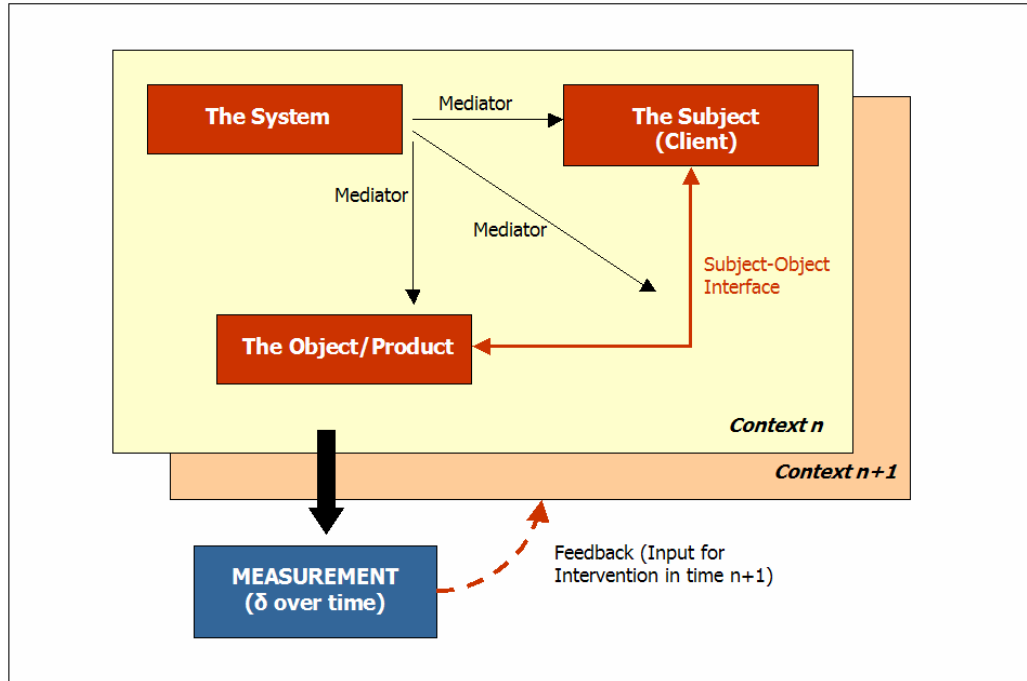 The System
Mediator
The Subject
(Client)
Mediator
Mediator
Subject-Object
Interface
The Object/Product
Context n
Context n+1
MEASUREMENT
(δ over time)
Feedback (Input for
Intervention in time n+1)